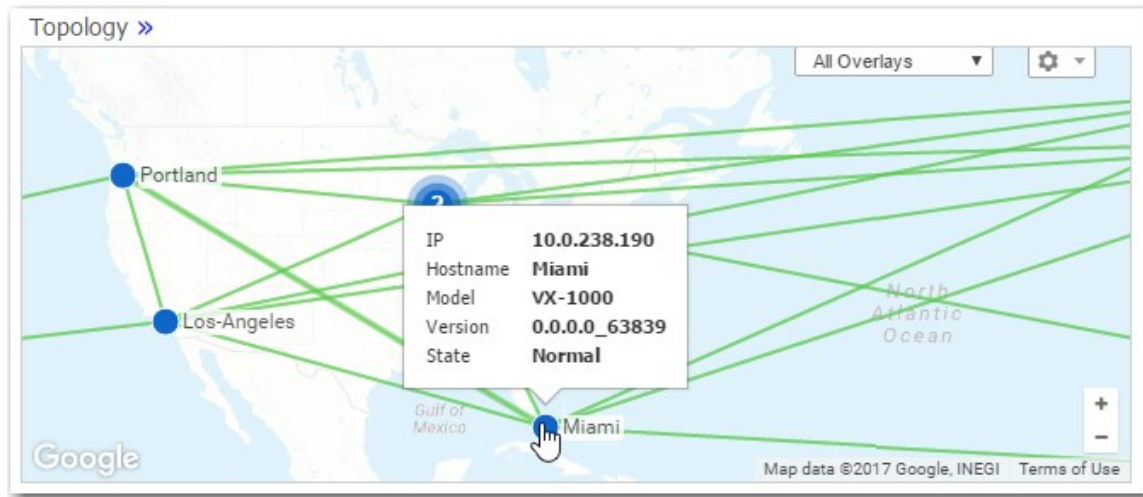 Topology »
All Overlays ▼
Portland
2
IP 10.0.238.190
Hostname Miami
Model VX-1000
Version 0.0.0.0_63839
State Normal
Los-Angeles
North
Atlantic
Ocean
Gulf of
Mexico
Miami
+
−
Google
Map data ©2017 Google, INEGI Terms of Use